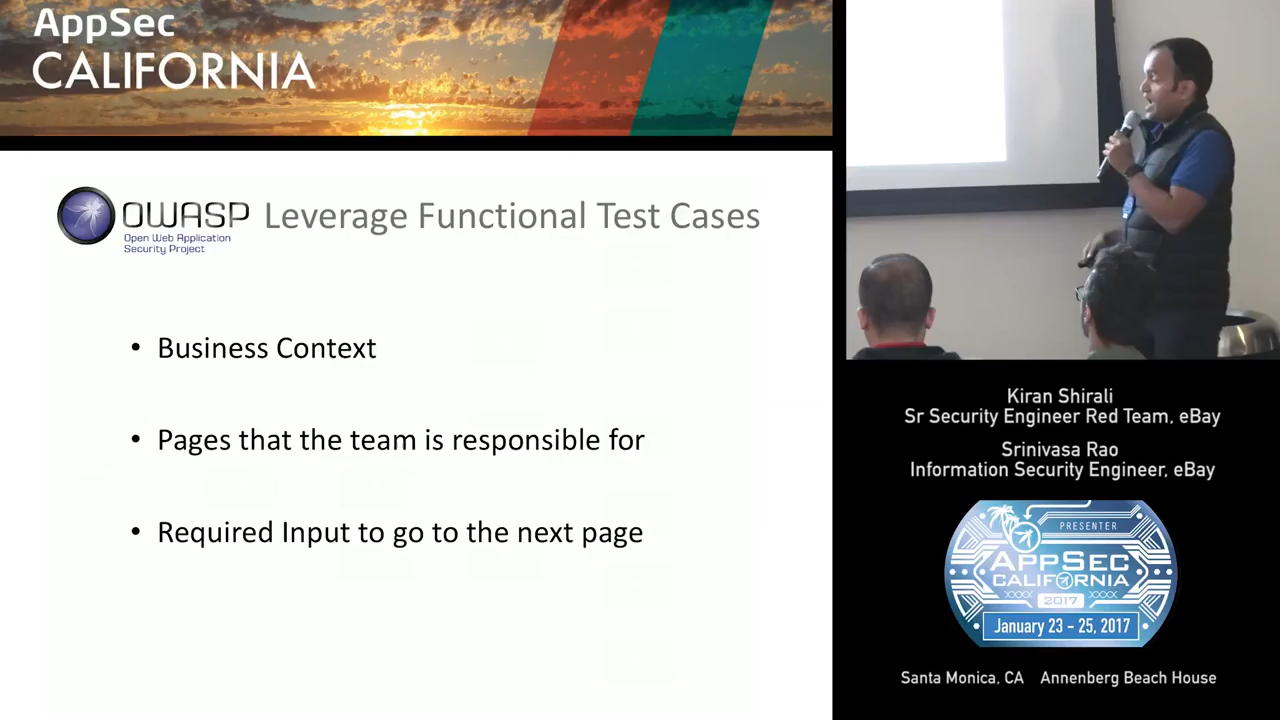 AppSec
CALIFORNIA
OWASP
Open Web Application
Security Project
Leverage Functional Test Cases
• Business Context
• Pages that the team is responsible for
• Required Input to go to the next page
Kiran Shirali
Sr Security Engineer Red Team, eBay
Srinivasa Rao
Information Security Engineer, eBay
PRESENTER
APPSEC
CALIFORNIA
2017
January 23 - 25, 2017
Santa Monica, CA Annenberg Beach House